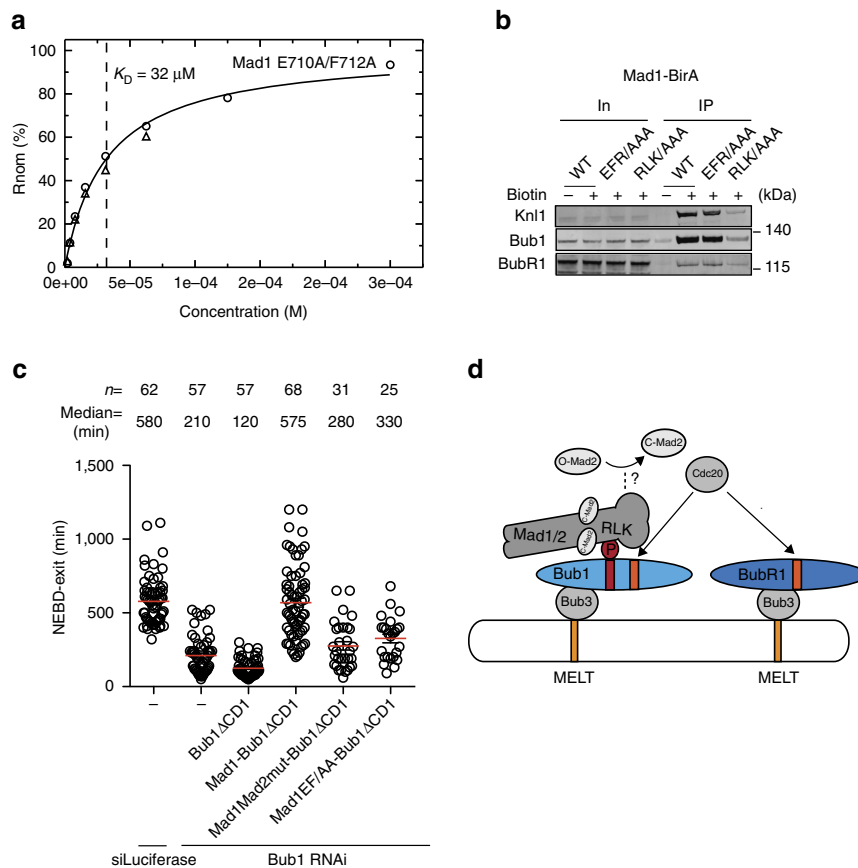 a
100
80
60
40
20
0
Rnom (%)
K_D = 32 μM
Mad1 E710A/F712A
0e+00
5e–05
1e–04
2e–04
2e–04
3e–04
Concentration (M)
b
Mad1-BirA
In
IP
WT
EFR/AAA
RLK/AAA
WT
EFR/AAA
RLK/AAA
Biotin – + + + – + + + (kDa)
Knl1
140
Bub1
BubR1
115
c
n= 62 57 57 68 31 25
Median= 580 210 120 575 280 330
(min)
1,500
1,000
500
0
NEBD-exit (min)
–
–
Bub1ΔCD1
Mad1-Bub1ΔCD1
Mad1Mad2mut-Bub1ΔCD1
Mad1EF/AA-Bub1ΔCD1
siLuciferase
Bub1 RNAi
d
O-Mad2
C-Mad2
?
Cdc20
C-Mad2
C-Mad2
Mad1/2
RLK
P
Bub1
BubR1
Bub3
Bub3
MELT
MELT